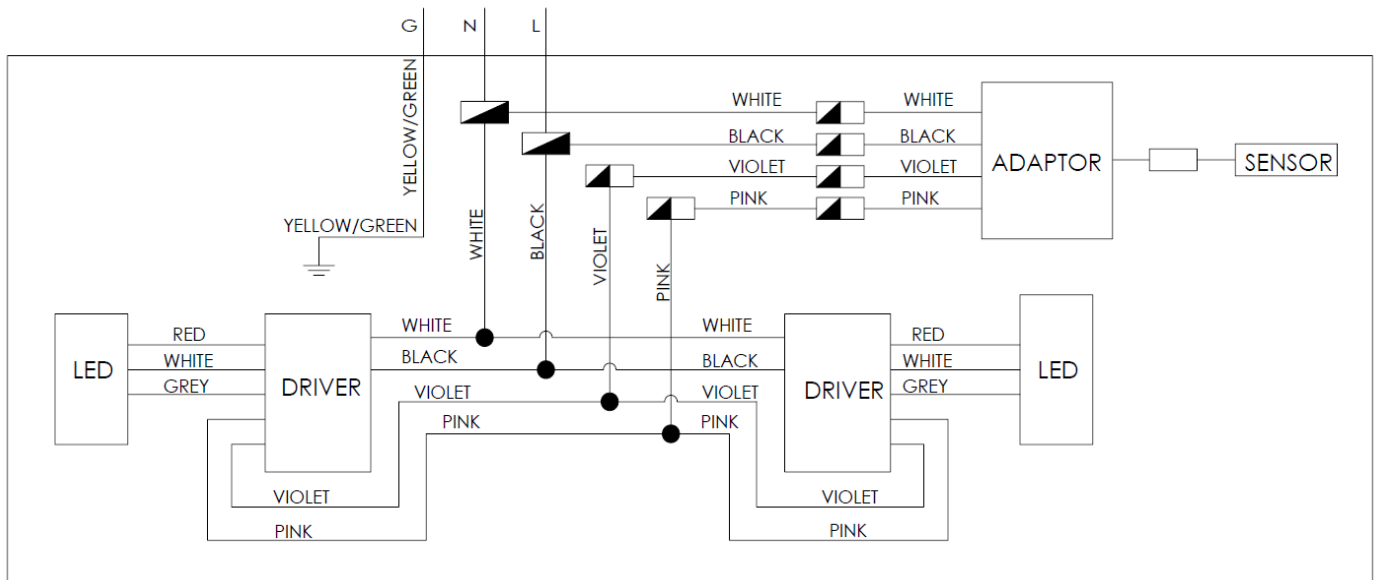 G N L
YELLOW/GREEN
WHITE WHITE
BLACK BLACK
VIOLET VIOLET
PINK PINK
ADAPTOR
SENSOR
YELLOW/GREEN
WHITE
BLACK
VIOLET
PINK
LED
RED
WHITE
GREY
DRIVER
WHITE WHITE
BLACK BLACK
VIOLET VIOLET
PINK PINK
DRIVER
RED
WHITE
GREY
LED
VIOLET VIOLET
PINK PINK